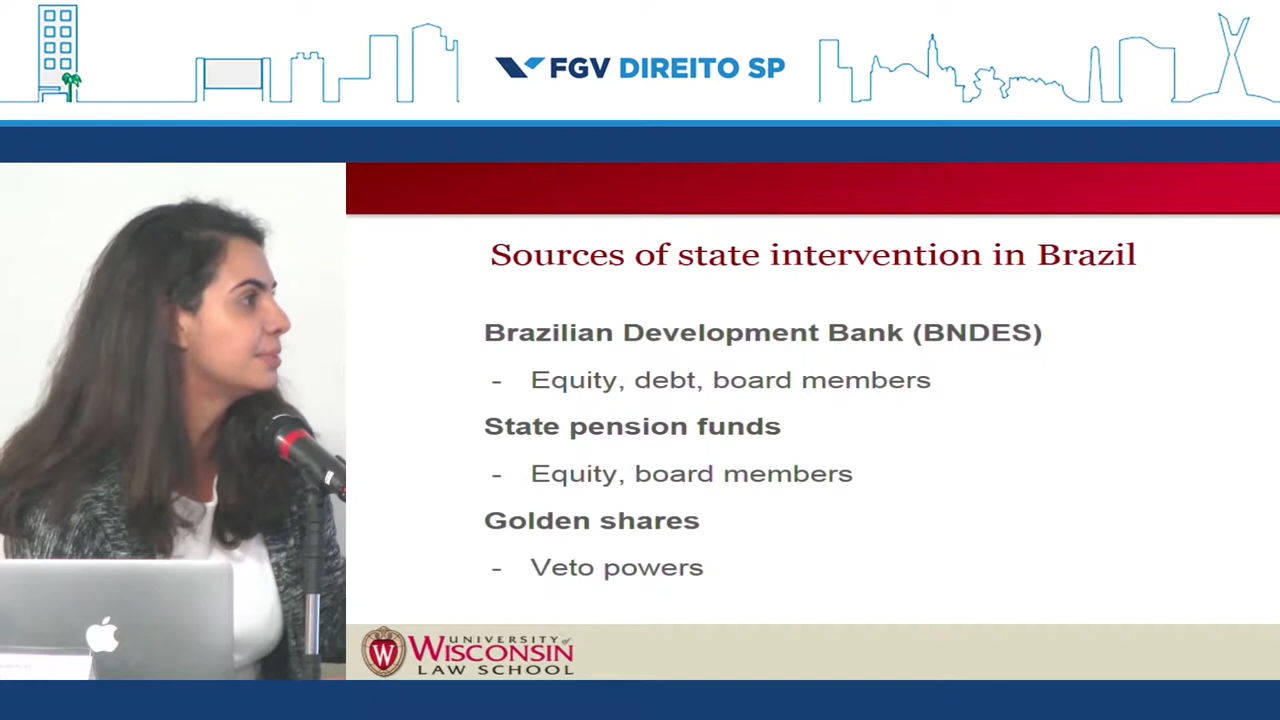 FGV DIREITO SP
Sources of state intervention in Brazil
Brazilian Development Bank (BNDES)
- Equity, debt, board members
State pension funds
- Equity, board members
Golden shares
- Veto powers
W
UNIVERSITY of
WISCONSIN
LAW SCHOOL